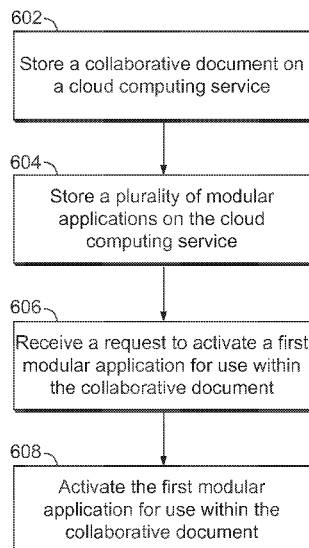 602
Store a collaborative document on
a cloud computing service
604
Store a plurality of modular
applications on the cloud
computing service
606
Receive a request to activate a first
modular application for use within
the collaborative document
608
Activate the first modular
application for use within the
collaborative document